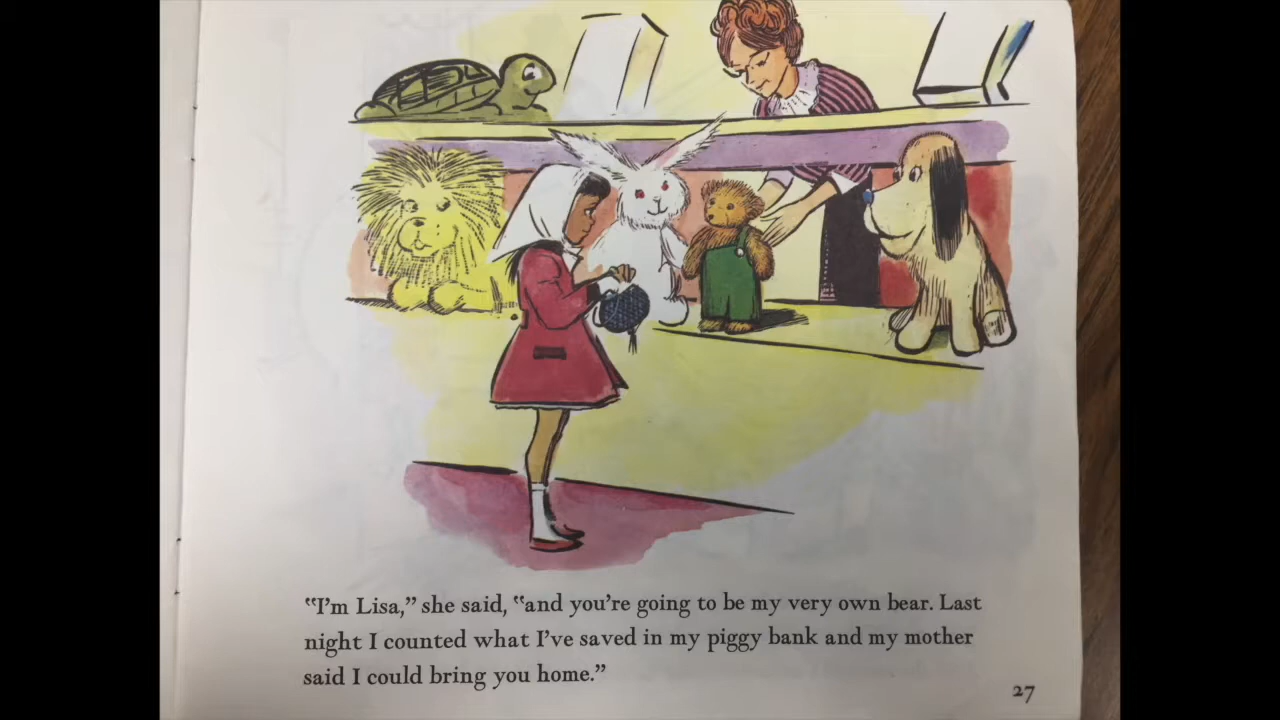 “I’m Lisa,” she said, “and you’re going to be my very own bear. Last
night I counted what I’ve saved in my piggy bank and my mother
said I could bring you home.”
27